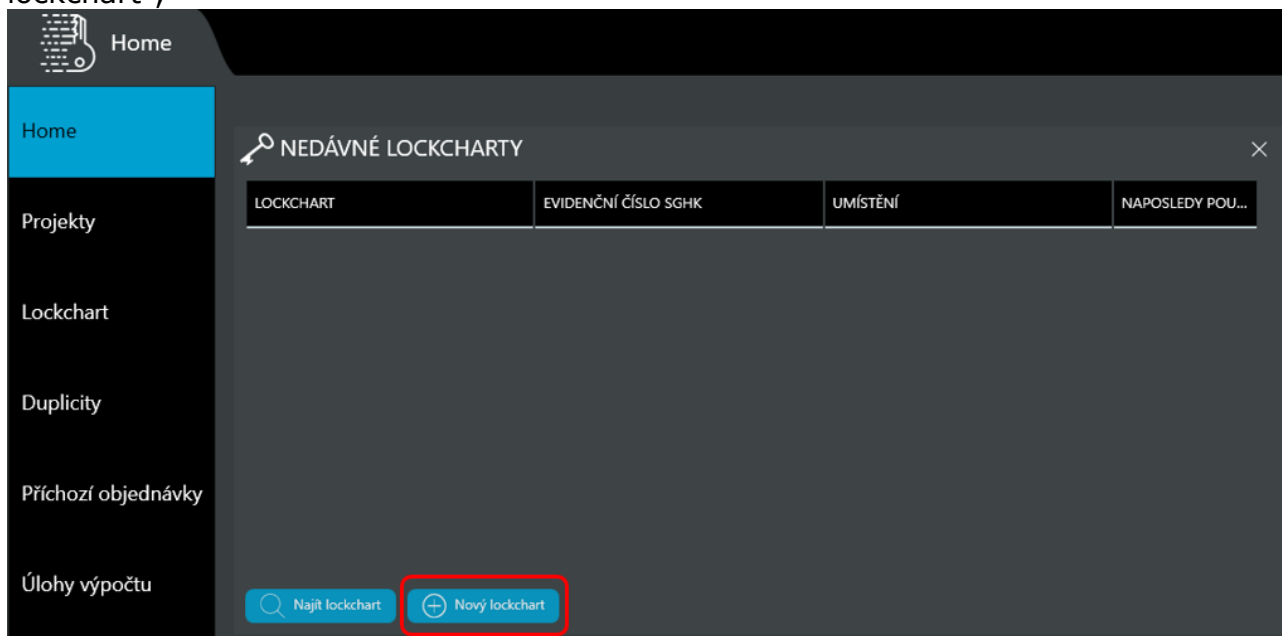 Home
Home
Projekty
Lockchart
Duplicity
Příchozí objednávky
Úlohy výpočtu
NEDÁVNÉ LOCKCHARTY
LOCKCHART EVIDENČNÍ ČÍSLO SGHK UMÍSTĚNÍ NAPOSLEDY POU...
Najít lockchart Nový lockchart